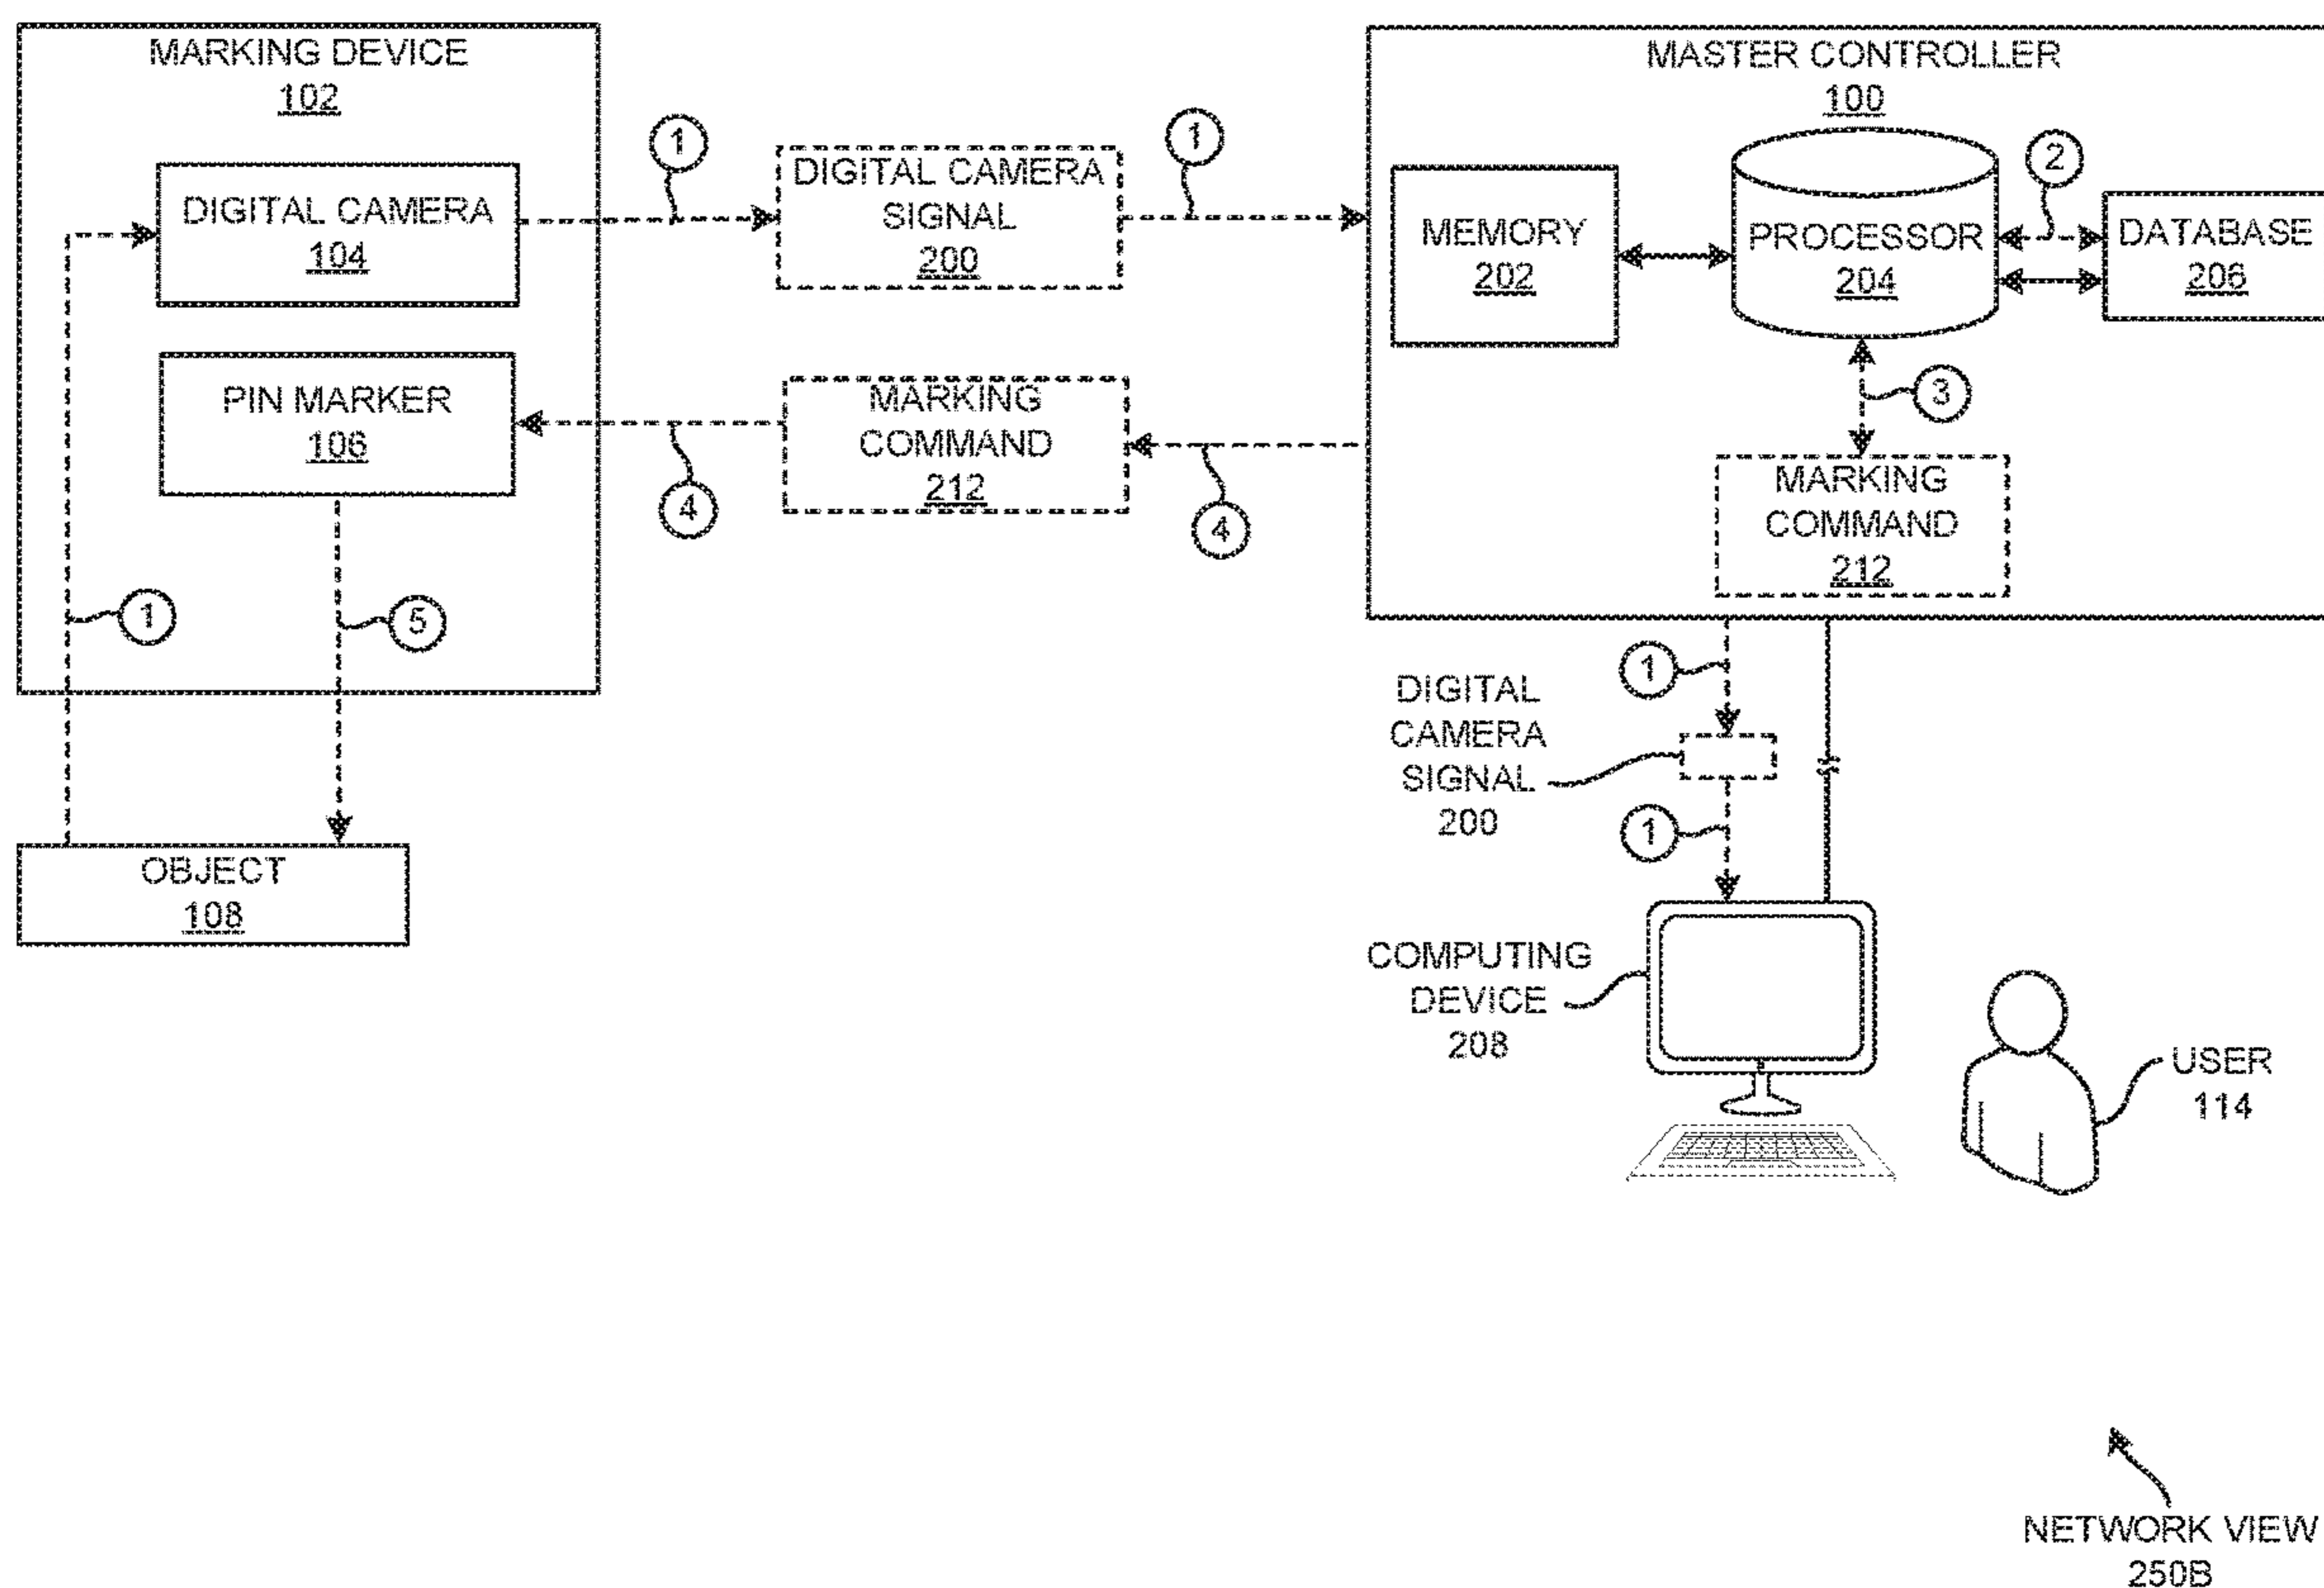 MARKING DEVICE
102
DIGITAL CAMERA
104
PIN MARKER
106
1
5
OBJECT
108
1
DIGITAL CAMERA
SIGNAL
200
1
4
MARKING
COMMAND
212
4
MASTER CONTROLLER
100
MEMORY
202
PROCESSOR
204
2
DATABASE
206
3
MARKING
COMMAND
212
1
DIGITAL
CAMERA
SIGNAL
200
1
COMPUTING
DEVICE
208
USER
114
NETWORK VIEW
250B